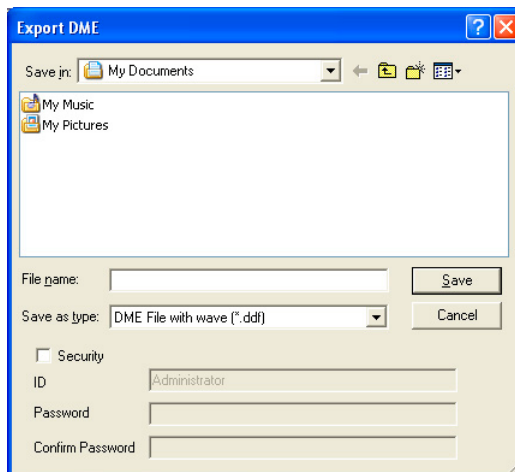 Export DME
Save in: My Documents
My Music
My Pictures
File name:
Save
Save as type: DME File with wave (*.ddf)
Cancel
Security
ID Administrator
Password
Confirm Password